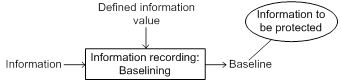 Defined information
value
Information to
be protected
Information
Information recording:
Baselining
Baseline